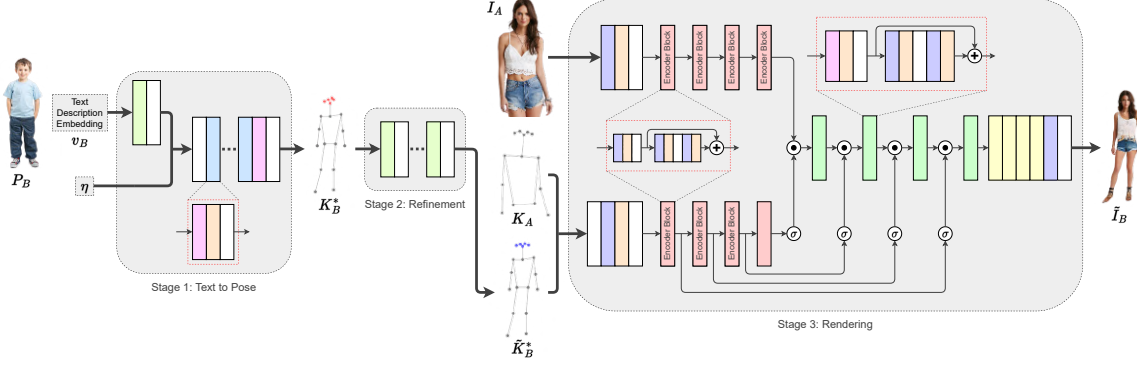 I_A
Text
Description
Embedding
v_B
P_B
η
Stage 1: Text to Pose
K_B^*
Stage 2: Refinement
K_A
K̃_B^*
Encoder Block
Encoder Block
Encoder Block
Encoder Block
Encoder Block
Encoder Block
Encoder Block
σ
σ
σ
σ
Ĩ_B
Stage 3: Rendering